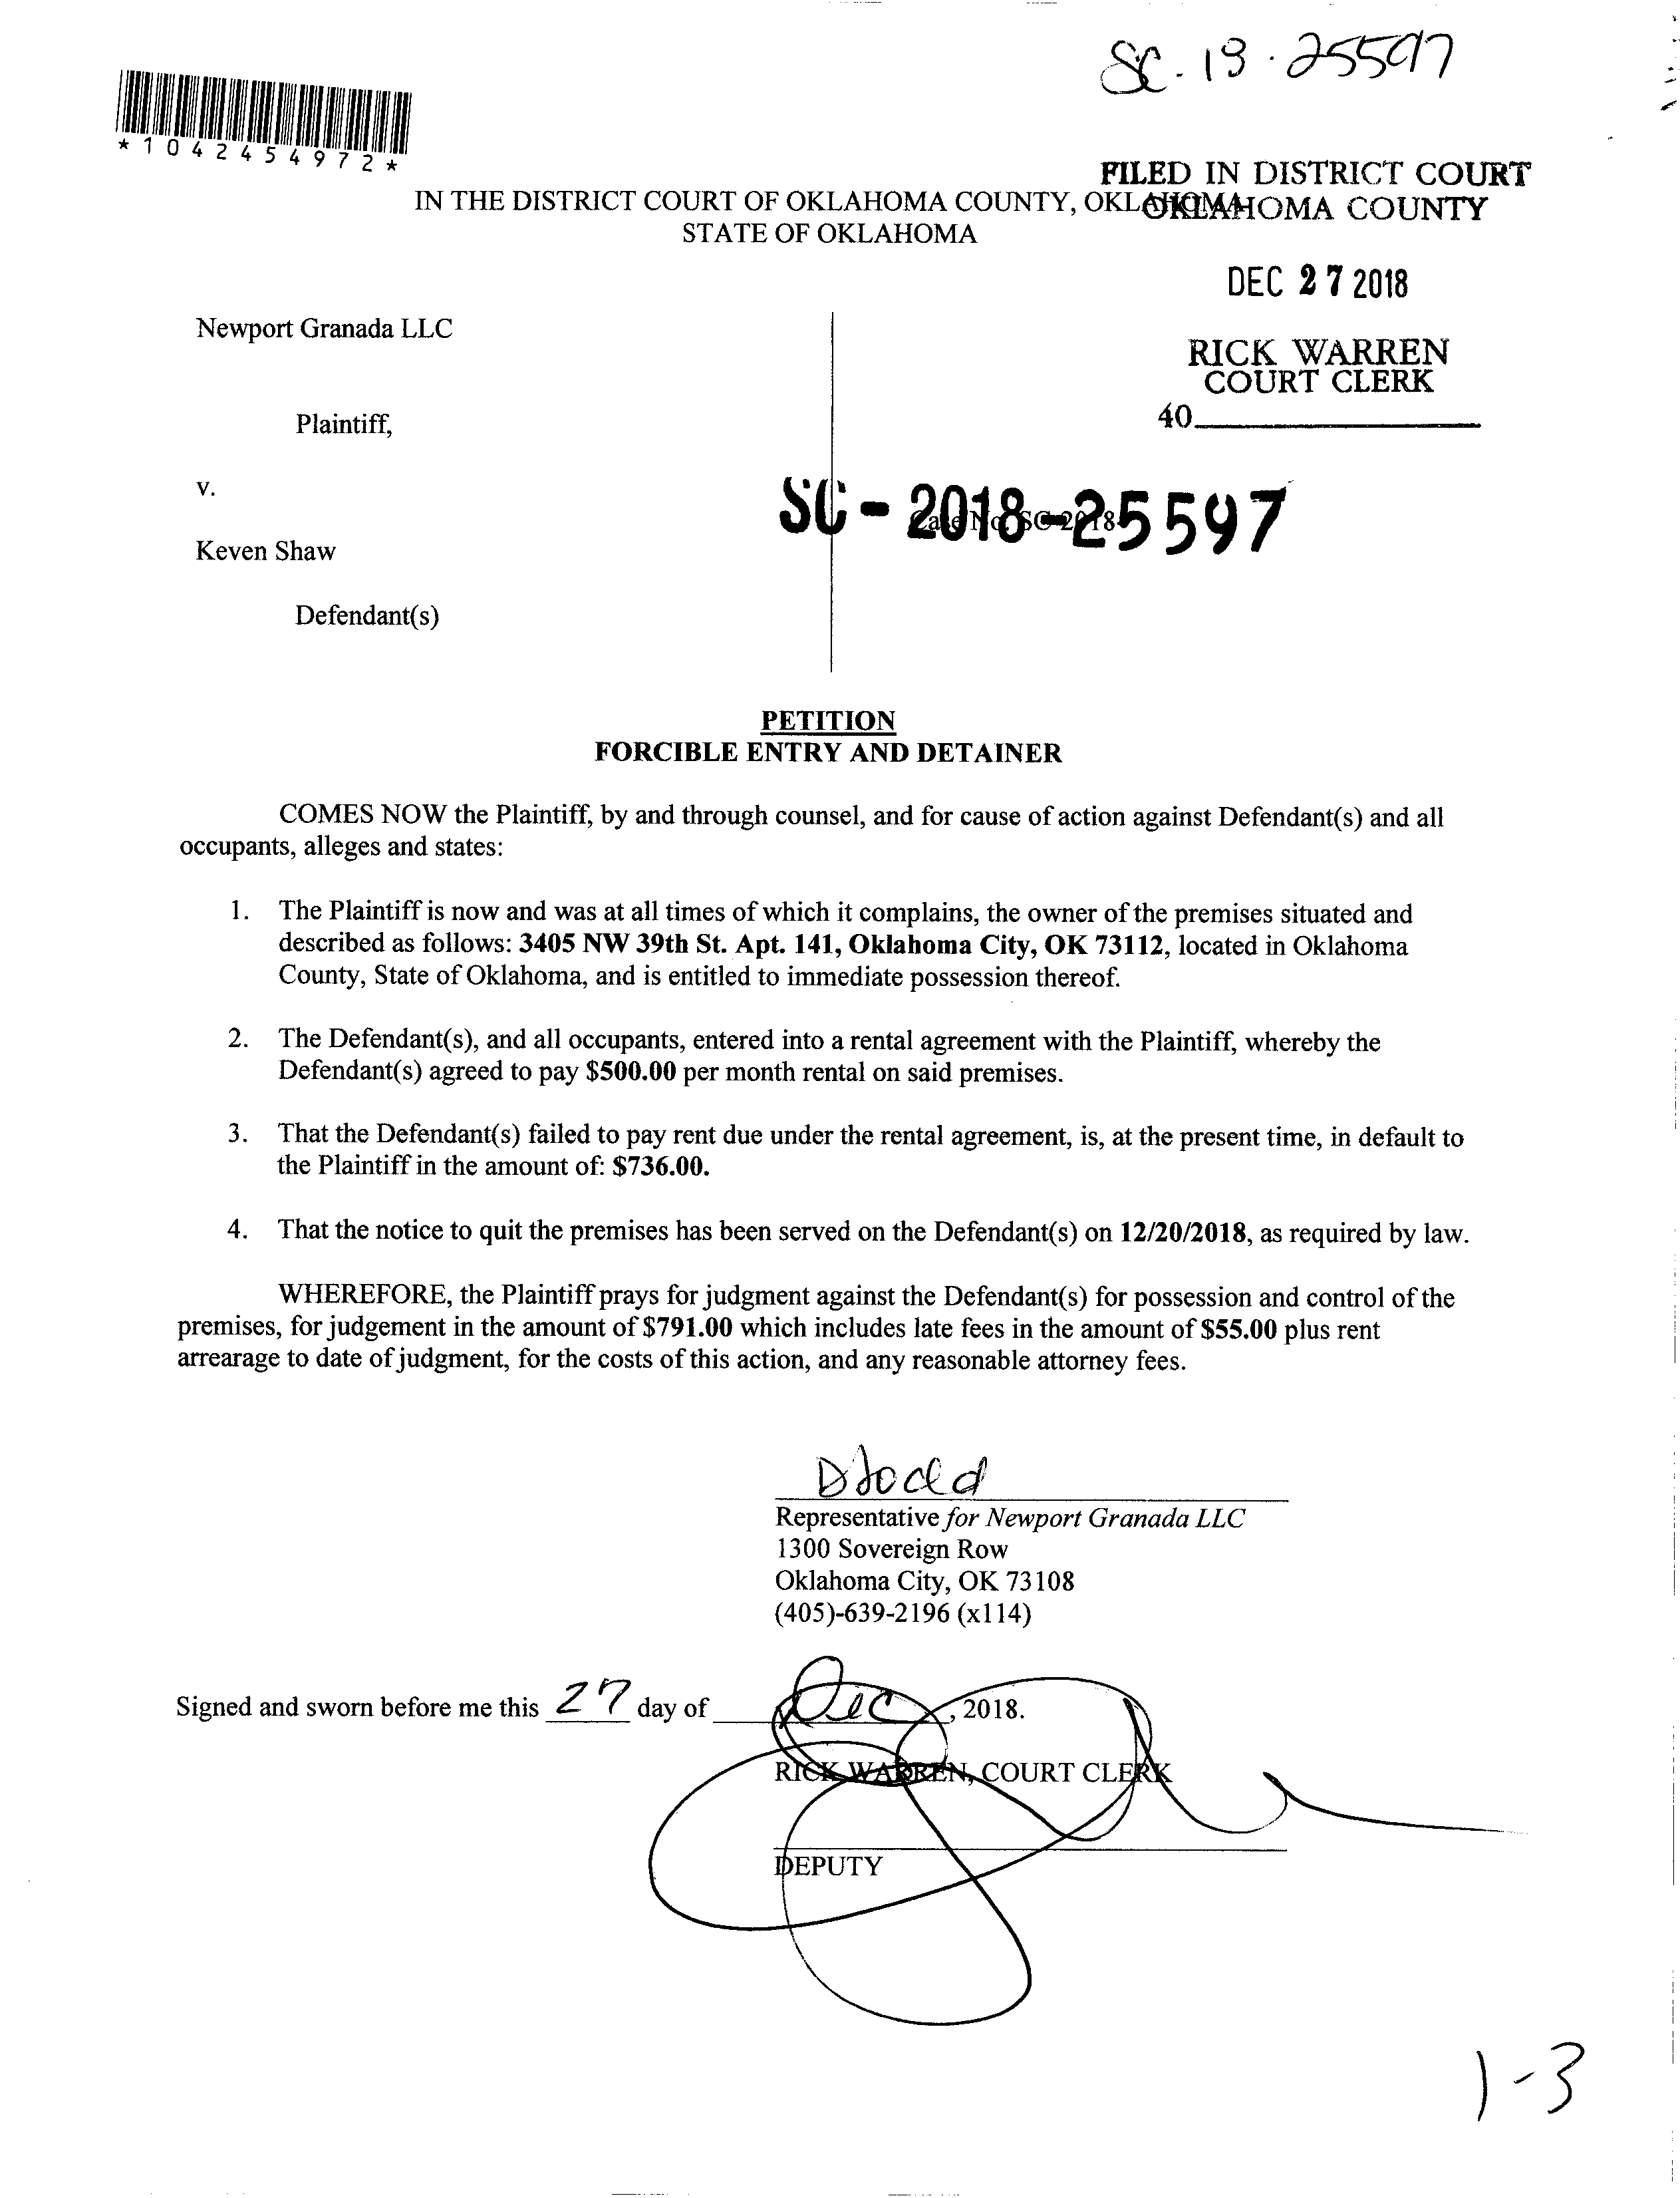 SC-18-25597
*1042454972*
FILED IN DISTRICT COURT
OKLAHOMA COUNTY
IN THE DISTRICT COURT OF OKLAHOMA COUNTY, OKLAHOMA
STATE OF OKLAHOMA
DEC 27 2018
RICK WARREN
COURT CLERK
40
Newport Granada LLC
Plaintiff,
v.
SC-2018-25597
Case No. SC-2018-
Keven Shaw
Defendant(s)
PETITION
FORCIBLE ENTRY AND DETAINER
COMES NOW the Plaintiff, by and through counsel, and for cause of action against Defendant(s) and all
occupants, alleges and states:
1. The Plaintiff is now and was at all times of which it complains, the owner of the premises situated and
described as follows: 3405 NW 39th St. Apt. 141, Oklahoma City, OK 73112, located in Oklahoma
County, State of Oklahoma, and is entitled to immediate possession thereof.
2. The Defendant(s), and all occupants, entered into a rental agreement with the Plaintiff, whereby the
Defendant(s) agreed to pay $500.00 per month rental on said premises.
3. That the Defendant(s) failed to pay rent due under the rental agreement, is, at the present time, in default to
the Plaintiff in the amount of: $736.00.
4. That the notice to quit the premises has been served on the Defendant(s) on 12/20/2018, as required by law.
WHEREFORE, the Plaintiff prays for judgment against the Defendant(s) for possession and control of the
premises, for judgement in the amount of $791.00 which includes late fees in the amount of $55.00 plus rent
arrearage to date of judgment, for the costs of this action, and any reasonable attorney fees.
Representative for Newport Granada LLC
1300 Sovereign Row
Oklahoma City, OK 73108
(405)-639-2196 (x114)
Signed and sworn before me this 27 day of Dec, 2018.
RICK WARREN, COURT CLERK
DEPUTY
1-3